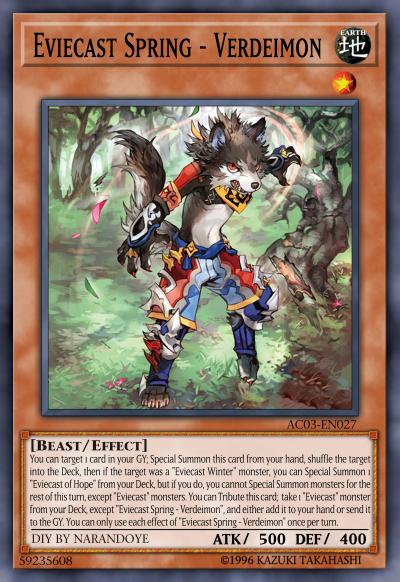 EVIECAST SPRING - VERDEIMON
EARTH
地
AC03-EN027
[BEAST/EFFECT]
You can target 1 card in your GY; Special Summon this card from your hand, shuffle the target
into the Deck, then if the target was a "Eviecast Winter" monster, you can Special Summon 1
"Eviecast of Hope" from your Deck, but if you do, you cannot Special Summon monsters for the
rest of this turn, except "Eviecast" monsters. You can Tribute this card; take 1 "Eviecast" monster
from your Deck, except "Eviecast Spring - Verdeimon", and either add it to your hand or send it
to the GY. You can only use each effect of "Eviecast Spring - Verdeimon" once per turn.
DIY BY NARANDOYE
ATK/ 500 DEF/ 400
59235608
©1996 KAZUKI TAKAHASHI